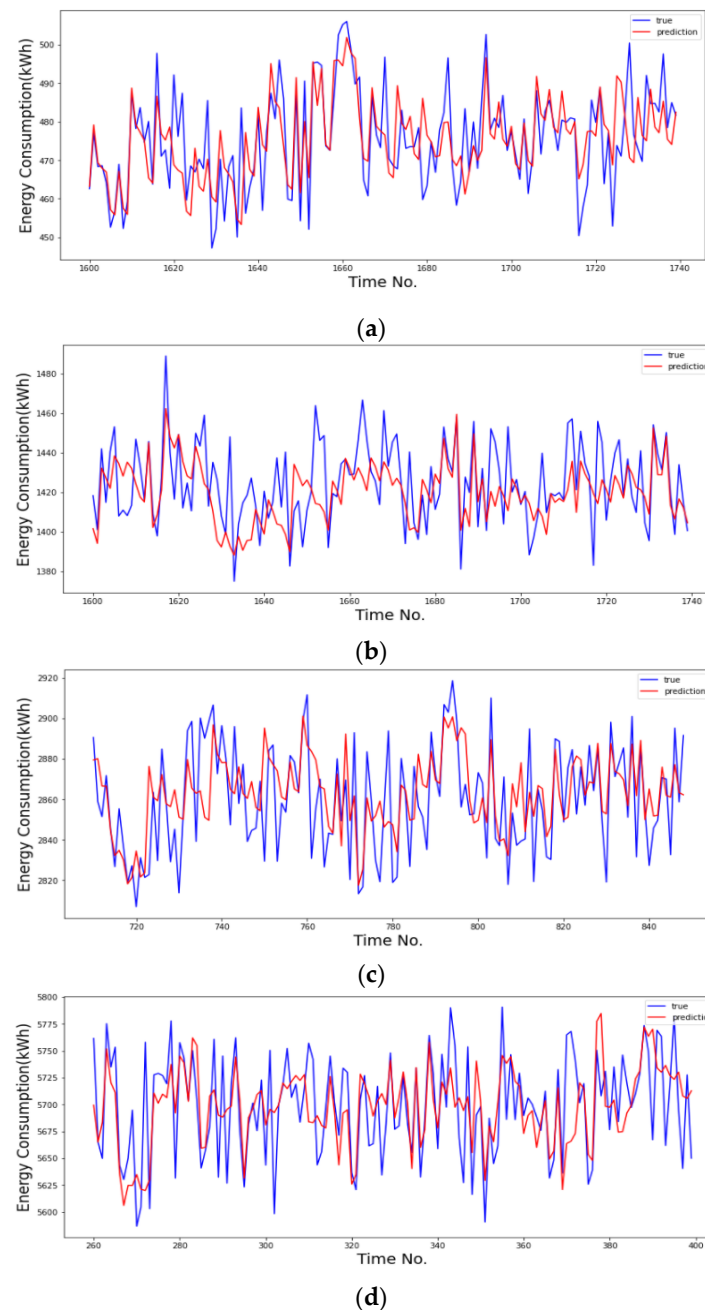 true
prediction
Energy Consumption(kWh)
500
490
480
470
460
450
1600 1620 1640 1660 1680 1700 1720 1740
Time No.
(a)
true
prediction
Energy Consumption(kWh)
1480
1460
1440
1420
1400
1380
1600 1620 1640 1660 1680 1700 1720 1740
Time No.
(b)
true
prediction
Energy Consumption(kWh)
2920
2900
2880
2860
2840
2820
720 740 760 780 800 820 840
Time No.
(c)
true
prediction
Energy Consumption(kWh)
5800
5775
5750
5725
5700
5675
5650
5625
5600
260 280 300 320 340 360 380 400
Time No.
(d)